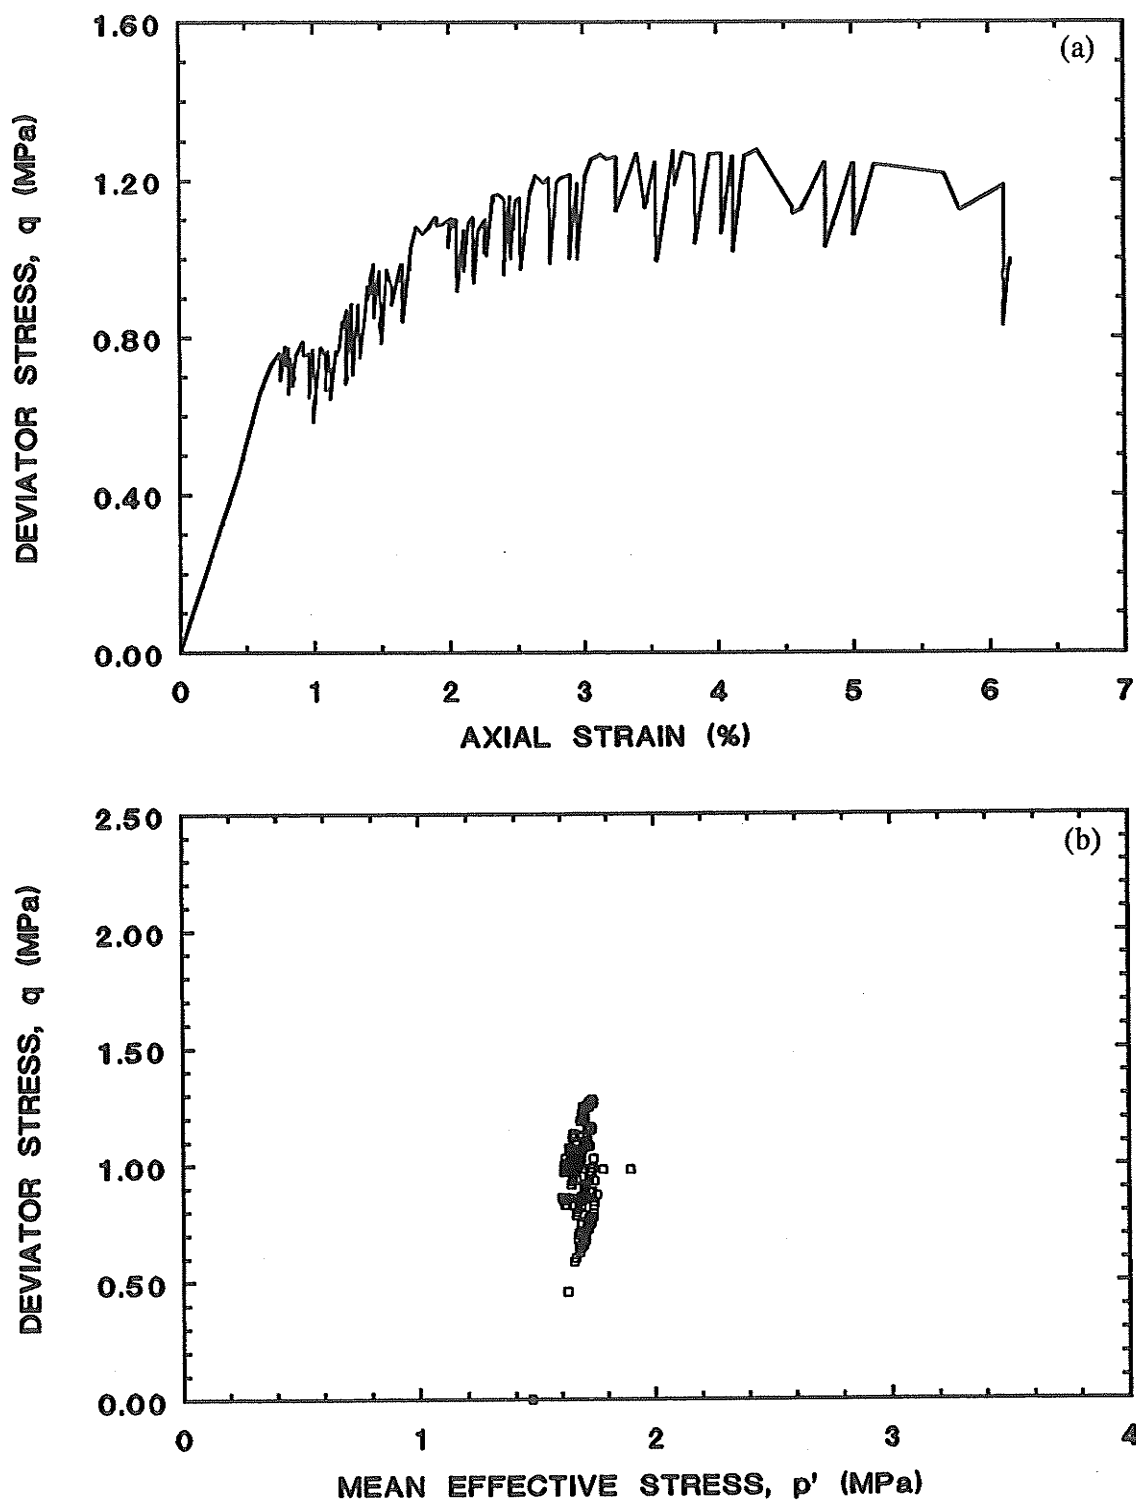 (a)
DEVIATOR STRESS, q (MPa)
1.60
1.20
0.80
0.40
0.00
0 1 2 3 4 5 6 7
AXIAL STRAIN (%)
(b)
DEVIATOR STRESS, q (MPa)
2.50
2.00
1.50
1.00
0.50
0.00
0 1 2 3 4
MEAN EFFECTIVE STRESS, p' (MPa)